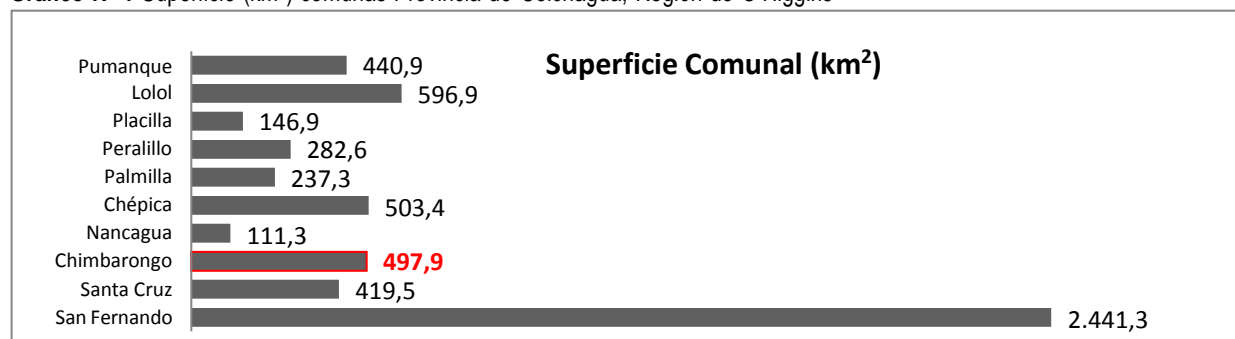 Superficie Comunal (km²)
Pumanque 440,9
Lolol 596,9
Placilla 146,9
Peralillo 282,6
Palmilla 237,3
Chépica 503,4
Nancagua 111,3
Chimbarongo 497,9
Santa Cruz 419,5
San Fernando 2.441,3